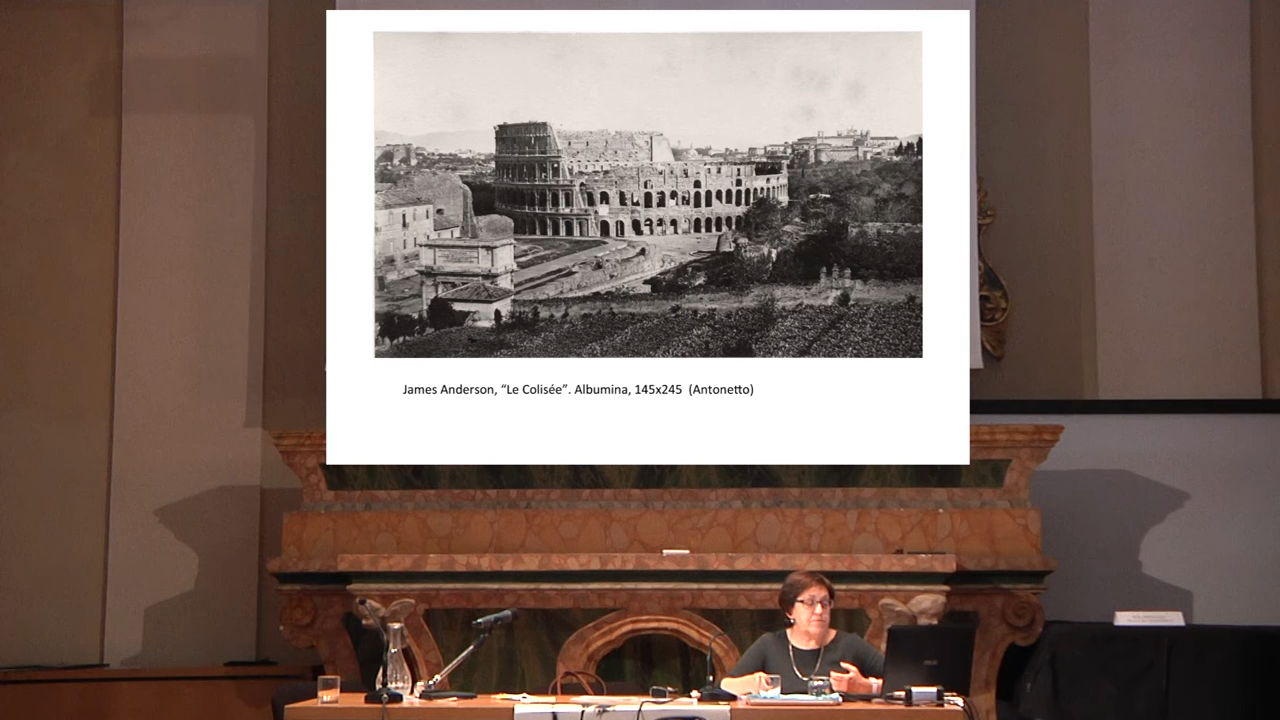 James Anderson, “Le Colisée”. Albumina, 145x245  (Antonetto)